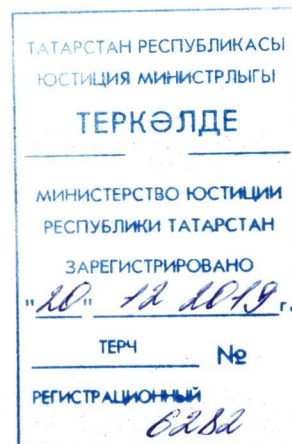 ТАТАРСТАН РЕСПУБЛИКАСЫ
ЮСТИЦИЯ МИНИСТРЛЫГЫ
ТЕРКӘЛДЕ
МИНИСТЕРСТВО ЮСТИЦИИ
РЕСПУБЛИКИ ТАТАРСТАН
ЗАРЕГИСТРИРОВАНО
"20" 12 2019 г.
ТЕРЧ №
РЕГИСТРАЦИОННЫЙ
6282